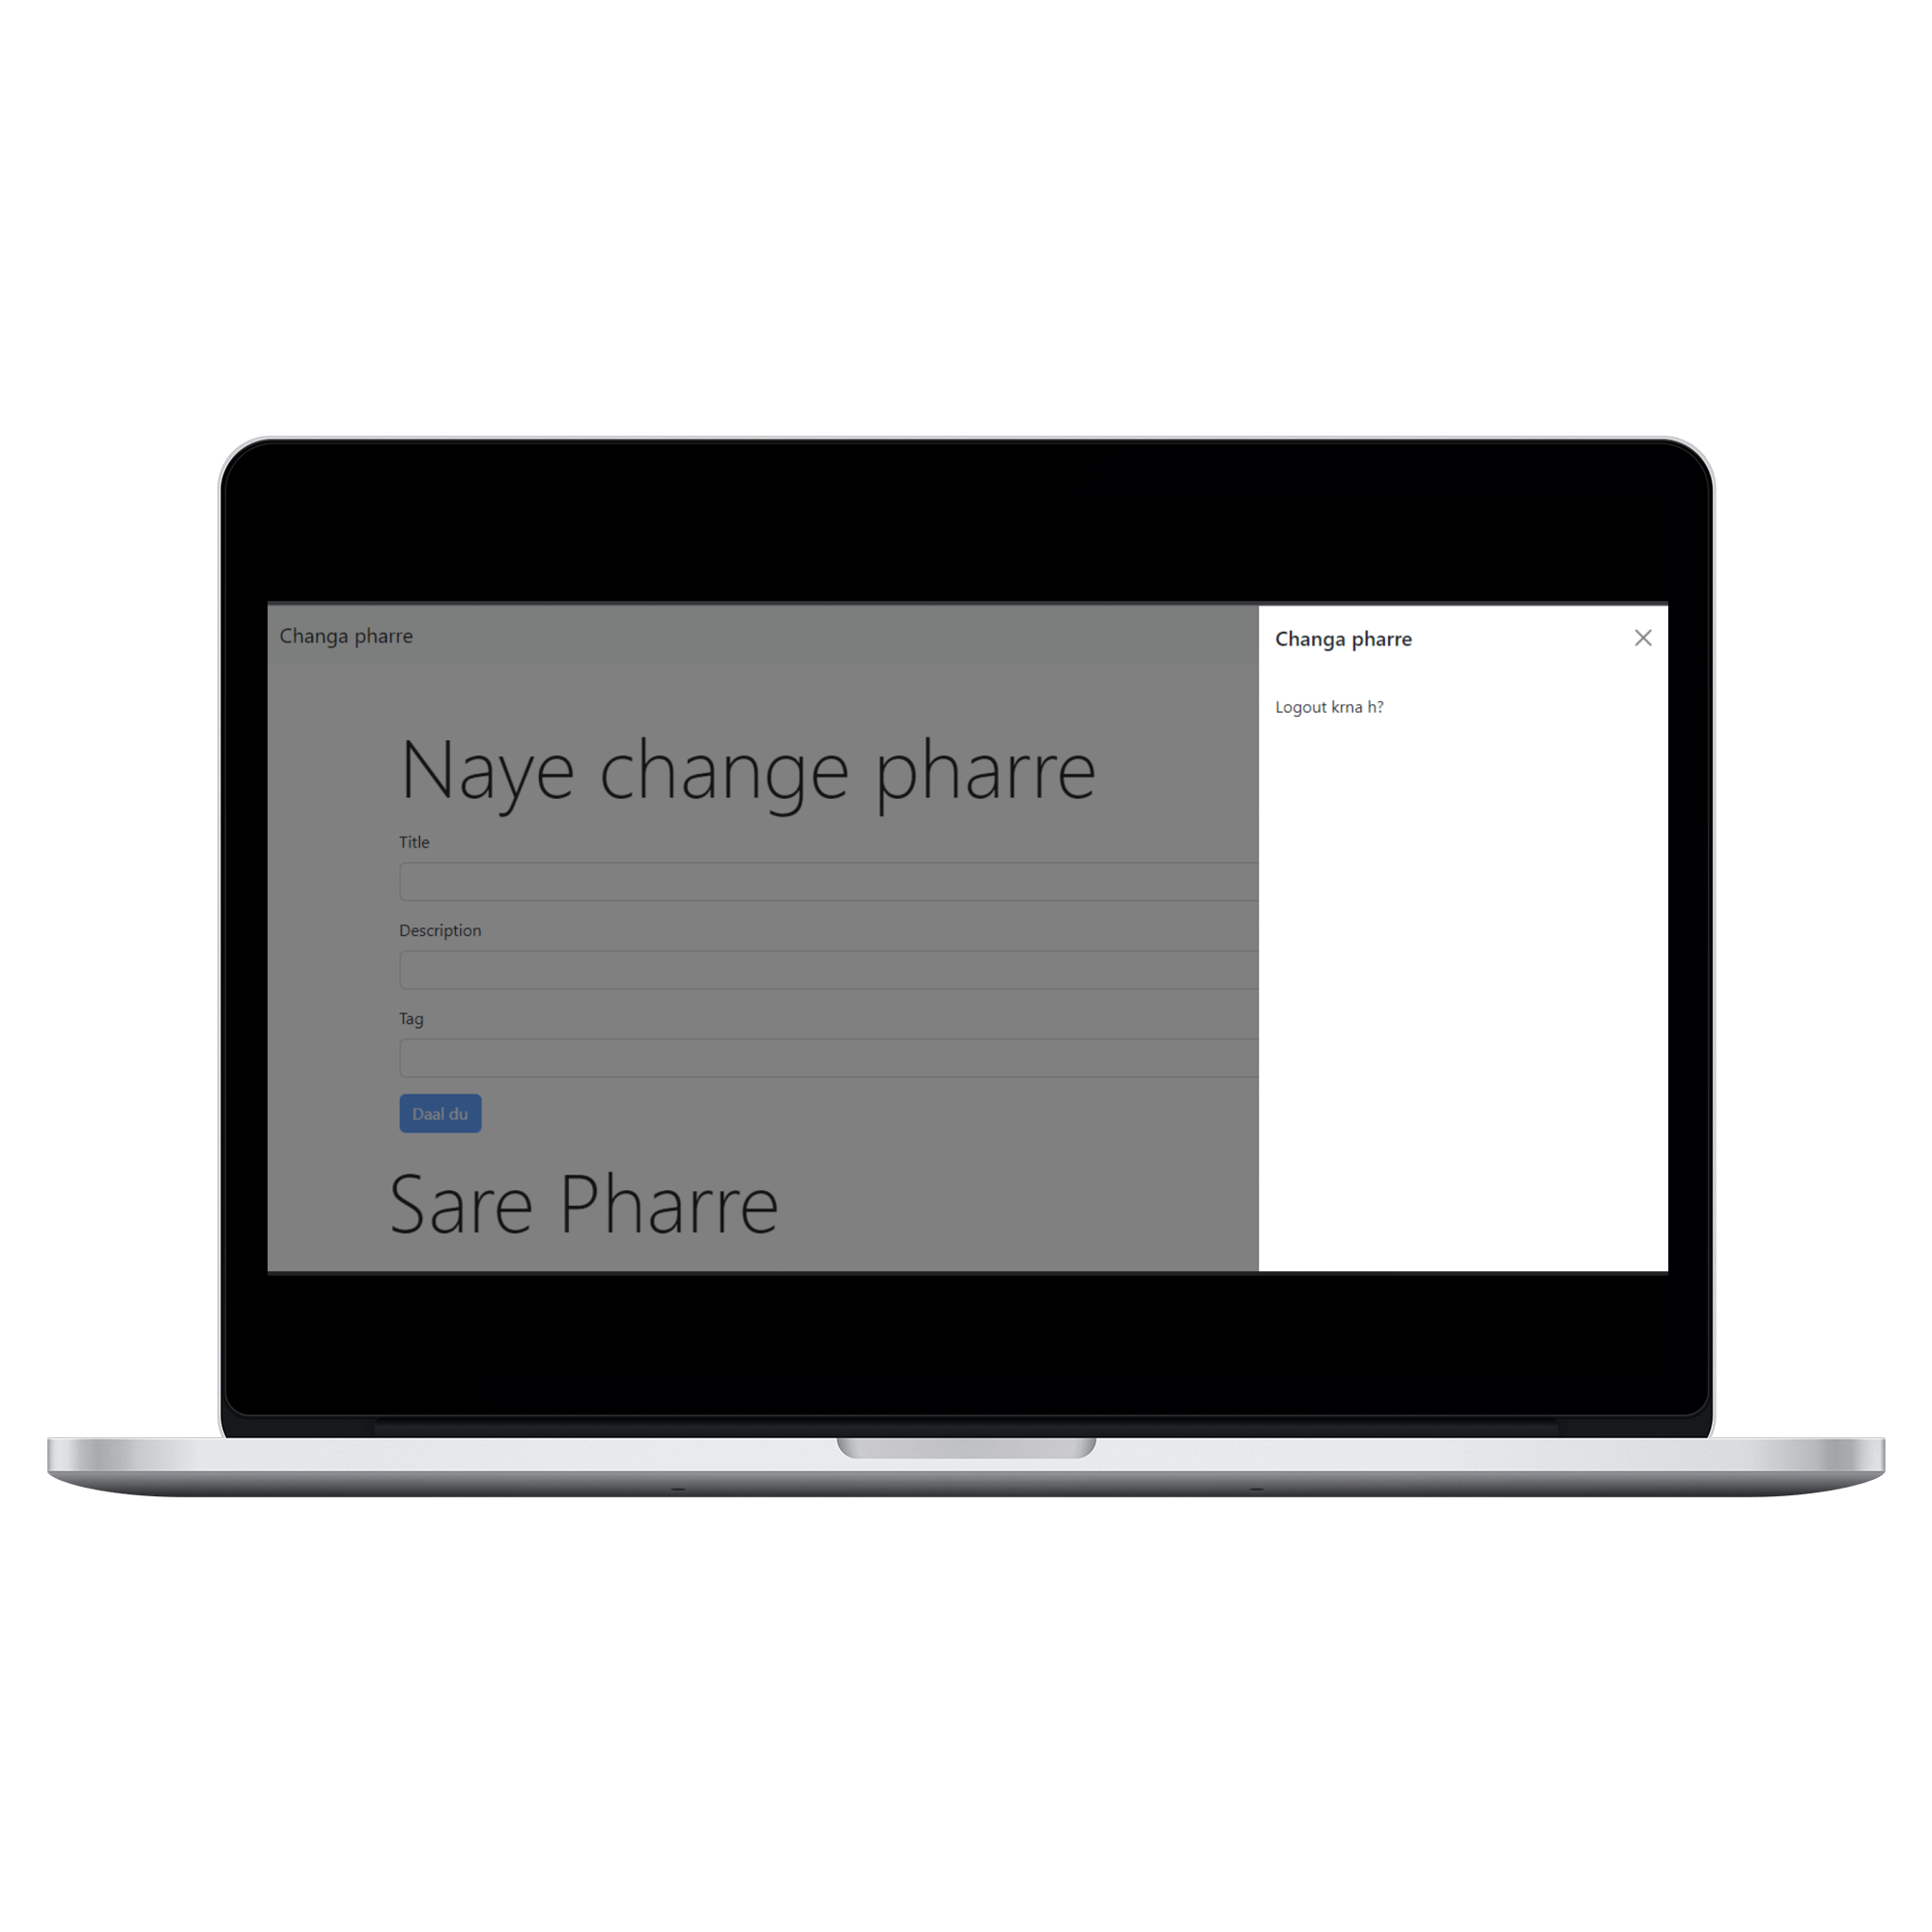 Changa pharre
Naye change pharre
Title
Description
Tag
Daal du
Sare Pharre
Changa pharre
Logout krna h?